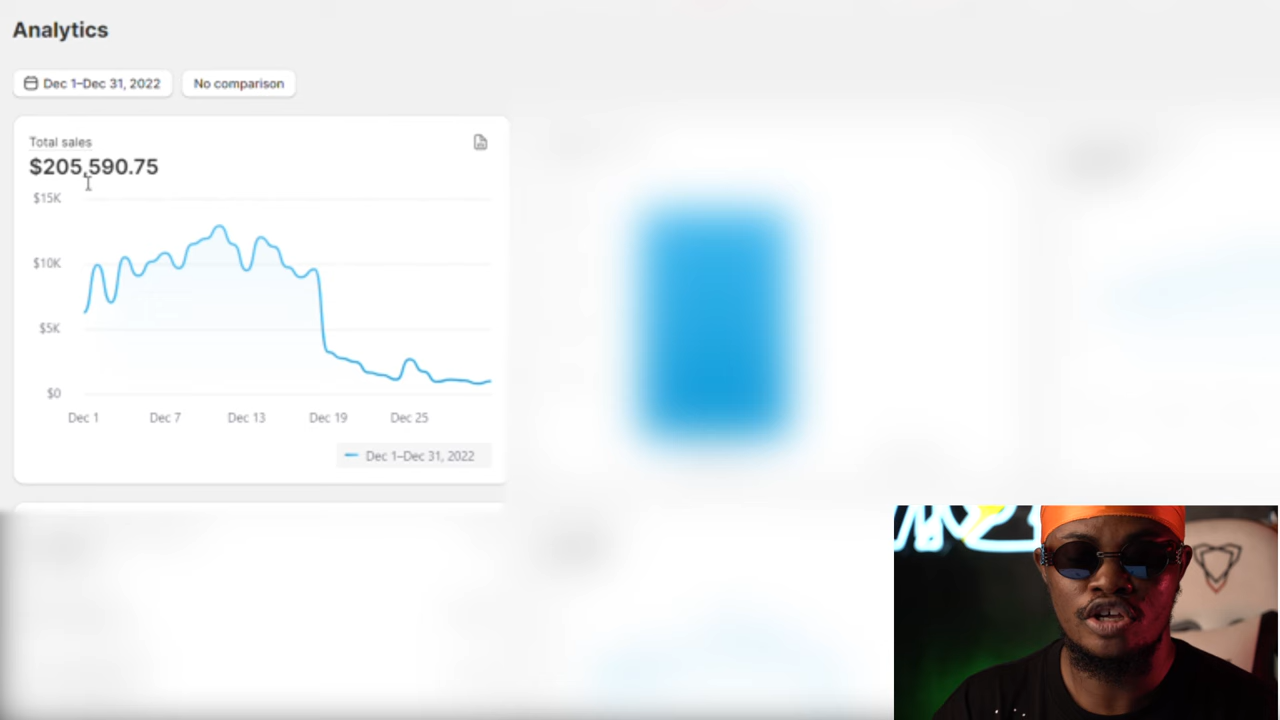 Analytics
Dec 1–Dec 31, 2022
No comparison
Total sales
$205,590.75
$15K
$10K
$5K
$0
Dec 1
Dec 7
Dec 13
Dec 19
Dec 25
Dec 1–Dec 31, 2022